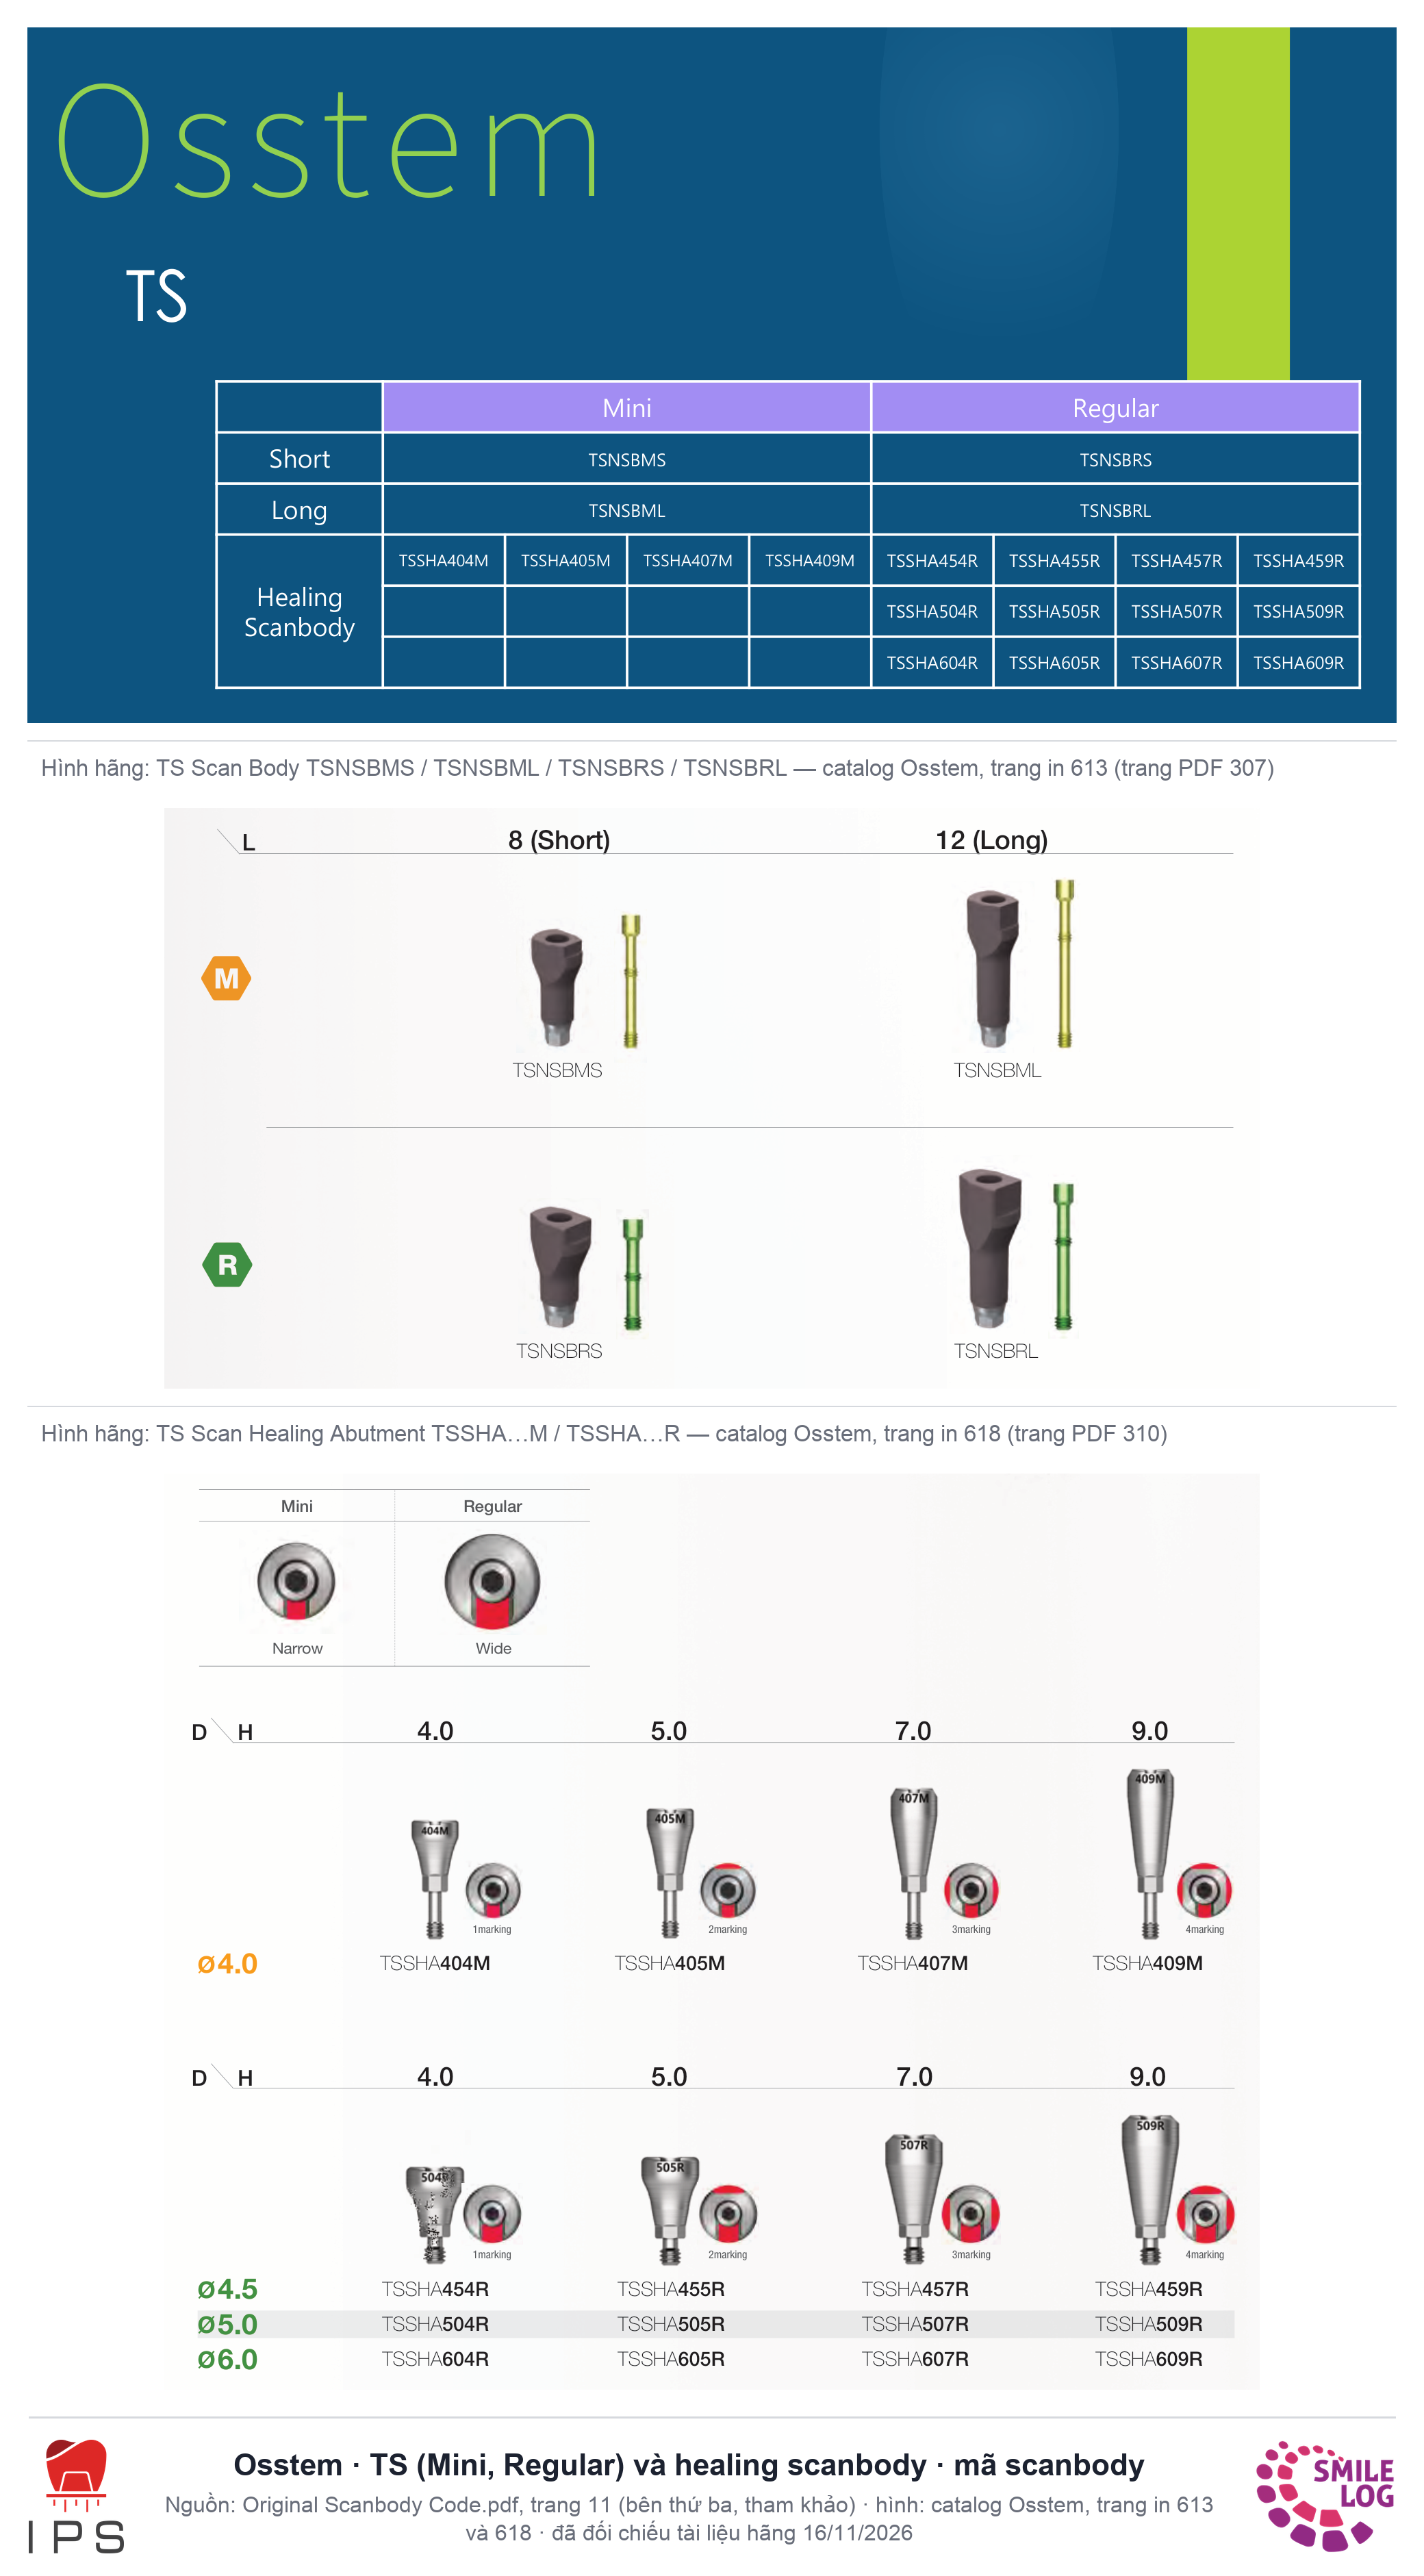 Osstem
TS
Mini Regular
Short TSNSBMS TSNSBRS
Long TSNSBML TSNSBRL
Healing Scanbody
TSSHA404M TSSHA405M TSSHA407M TSSHA409M TSSHA454R TSSHA455R TSSHA457R TSSHA459R
TSSHA504R TSSHA505R TSSHA507R TSSHA509R
TSSHA604R TSSHA605R TSSHA607R TSSHA609R
Hình hãng: TS Scan Body TSNSBMS / TSNSBML / TSNSBRS / TSNSBRL — catalog Osstem, trang in 613 (trang PDF 307)
L 8 (Short) 12 (Long)
M
TSNSBMS TSNSBML
R
TSNSBRS TSNSBRL
Hình hãng: TS Scan Healing Abutment TSSHA...M / TSSHA...R — catalog Osstem, trang in 618 (trang PDF 310)
Mini Regular
Narrow Wide
D H 4.0 5.0 7.0 9.0
404M 405M 407M 409M
1marking 2marking 3marking 4marking
Ø4.0 TSSHA404M TSSHA405M TSSHA407M TSSHA409M
D H 4.0 5.0 7.0 9.0
504R 505R 507R 509R
1marking 2marking 3marking 4marking
Ø4.5 TSSHA454R TSSHA455R TSSHA457R TSSHA459R
Ø5.0 TSSHA504R TSSHA505R TSSHA507R TSSHA509R
Ø6.0 TSSHA604R TSSHA605R TSSHA607R TSSHA609R
IPS
Osstem · TS (Mini, Regular) và healing scanbody · mã scanbody
Nguồn: Original Scanbody Code.pdf, trang 11 (bên thứ ba, tham khảo) · hình: catalog Osstem, trang in 613
và 618 · đã đối chiếu tài liệu hãng 16/11/2026
SMILE
LOG